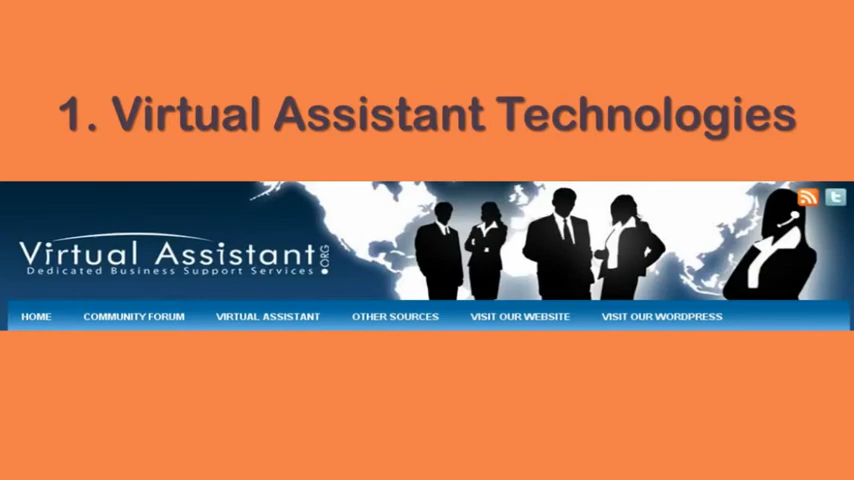 1. Virtual Assistant Technologies
Virtual Assistant.ORG
Dedicated Business Support Services
HOME COMMUNITY FORUM VIRTUAL ASSISTANT OTHER SOURCES VISIT OUR WEBSITE VISIT OUR WORDPRESS